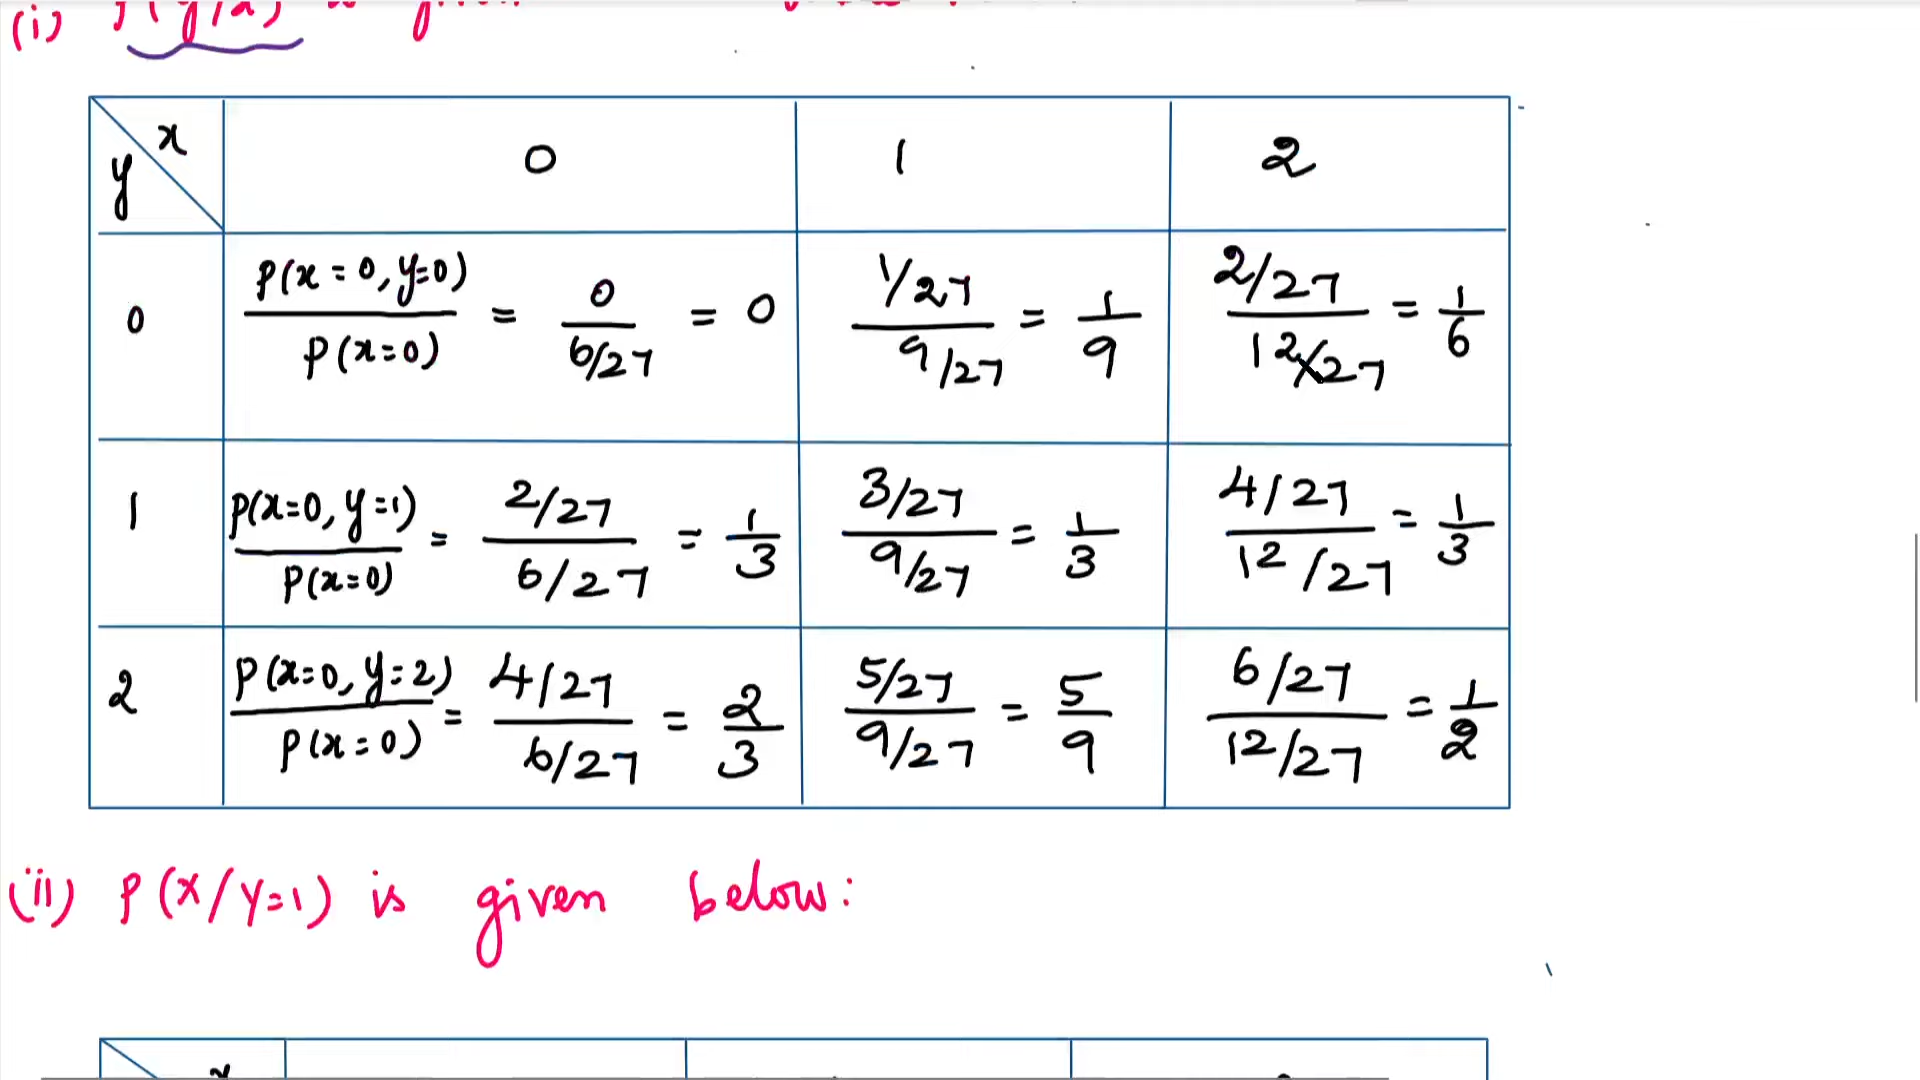 (i)
x 0 1 2
y
0 P(x=0, y=0)/P(x=0) = 0/(6/27) = 0 (1/27)/(9/27) = 1/9 (2/27)/(12/27) = 1/6
1 P(x=0, y=1)/P(x=0) = (2/27)/(6/27) = 1/3 (3/27)/(9/27) = 1/3 (4/27)/(12/27) = 1/3
2 P(x=0, y=2)/P(x=0) = (4/27)/(6/27) = 2/3 (5/27)/(9/27) = 5/9 (6/27)/(12/27) = 1/2
(ii) P(X/Y=1) is given below: